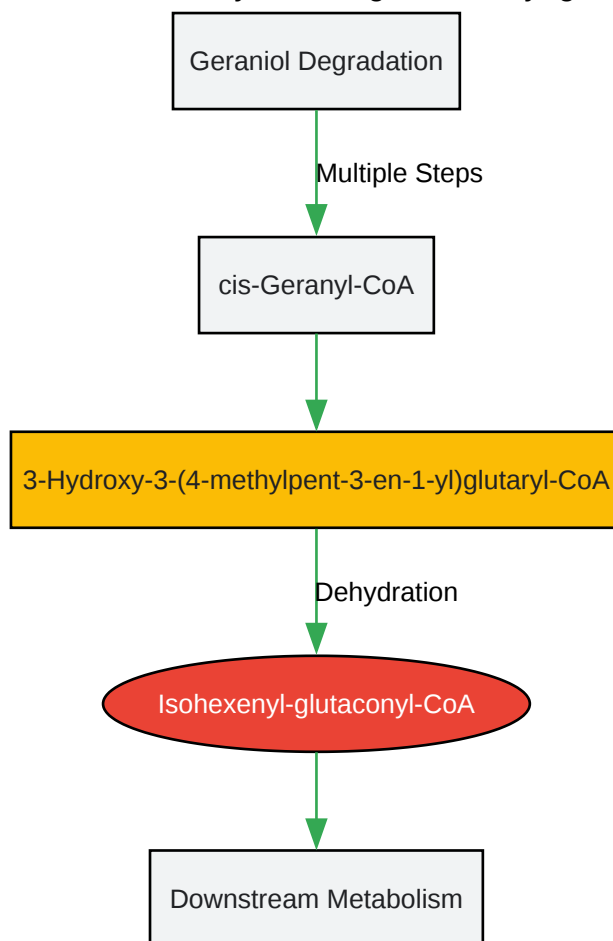 Geraniol Degradation
Multiple Steps
cis-Geranyl-CoA
3-Hydroxy-3-(4-methylpent-3-en-1-yl)glutaryl-CoA
Dehydration
Isohexenyl-glutaconyl-CoA
Downstream Metabolism